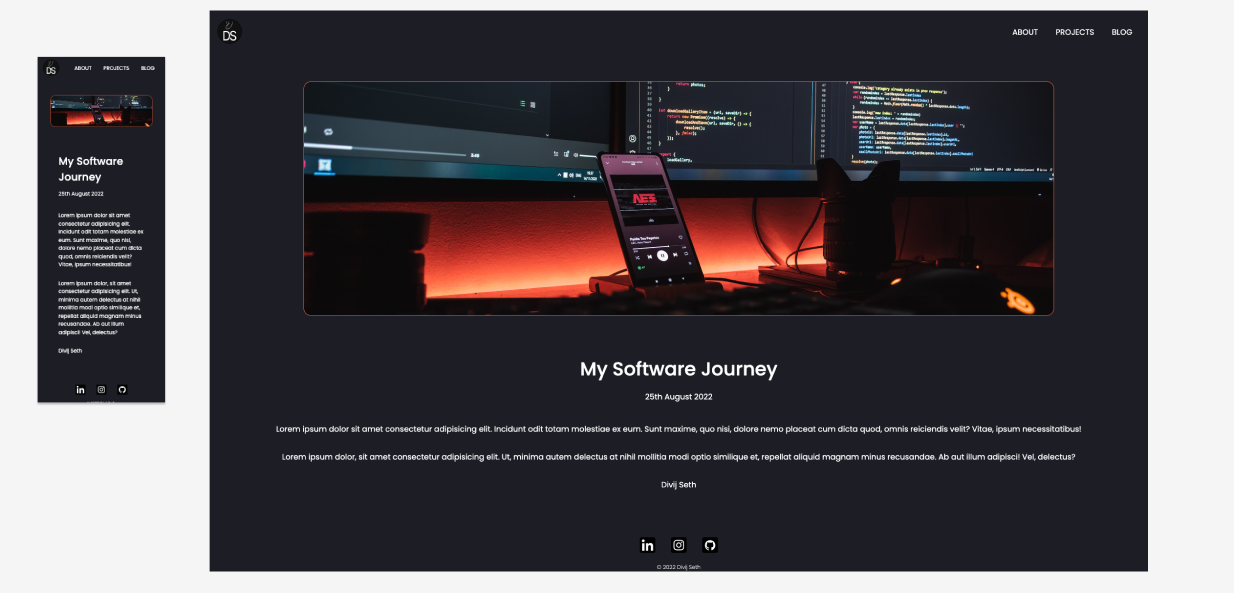 DS
ABOUT PROJECTS BLOG
My Software
Journey
25th August 2022
Lorem ipsum dolor sit amet
consectetur adipisicing elit.
Incidunt odit totam molestiae ex
eum. Sunt maxime, quo nisi,
dolore nemo placeat cum dicta
quod, omnis reiciendis velit?
Vitae, ipsum necessitatibus!
Lorem ipsum dolor, sit amet
consectetur adipisicing elit. Ut,
minima autem delectus at nihil
mollitia modi optio similique et,
repellat aliquid magnam minus
recusandae. Ab aut illum
adipisci! Vel, delectus?
Divij Seth
in
DS
ABOUT PROJECTS BLOG
My Software Journey
25th August 2022
Lorem ipsum dolor sit amet consectetur adipisicing elit. Incidunt odit totam molestiae ex eum. Sunt maxime, quo nisi, dolore nemo placeat cum dicta quod, omnis reiciendis velit? Vitae, ipsum necessitatibus!
Lorem ipsum dolor, sit amet consectetur adipisicing elit. Ut, minima autem delectus at nihil mollitia modi optio similique et, repellat aliquid magnam minus recusandae. Ab aut illum adipisci! Vel, delectus?
Divij Seth
in
© 2022 Divij Seth